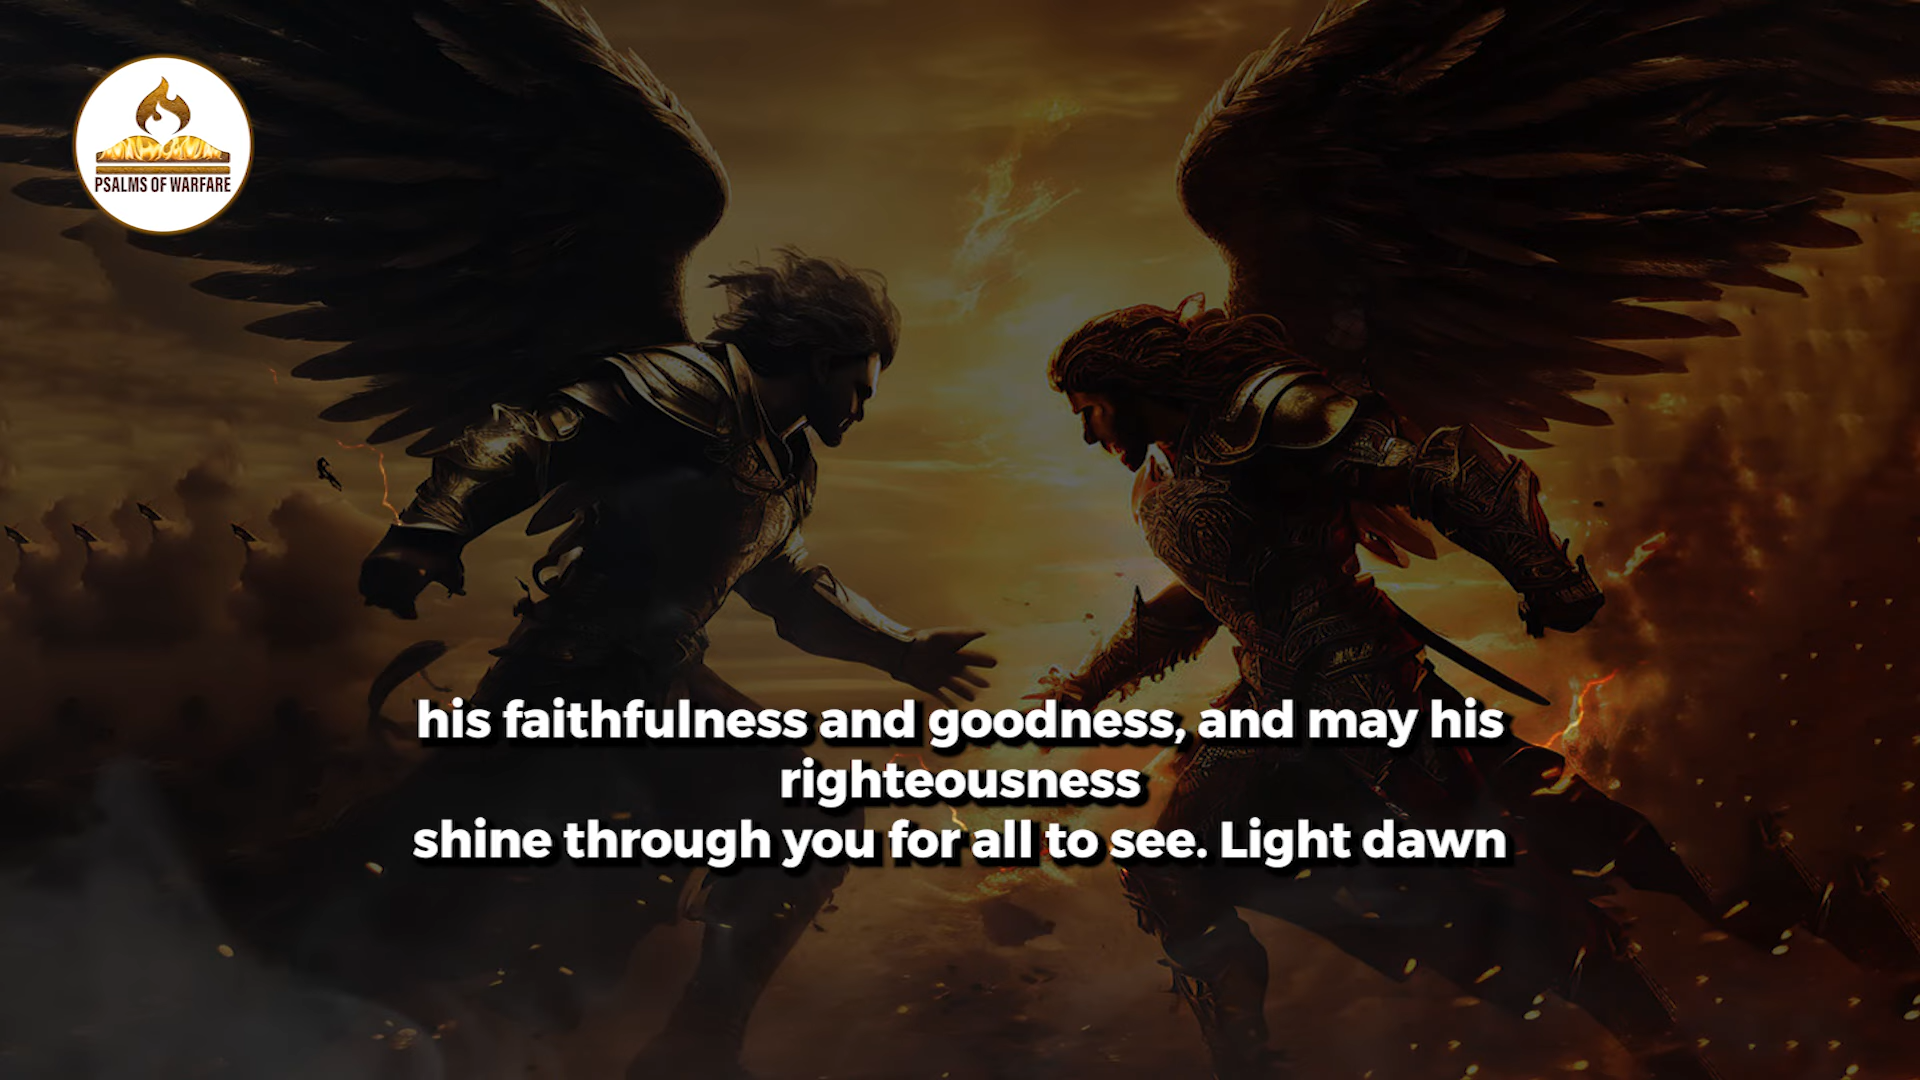 PSALMS OF WARFARE
his faithfulness and goodness, and may his
righteousness
shine through you for all to see. Light dawn